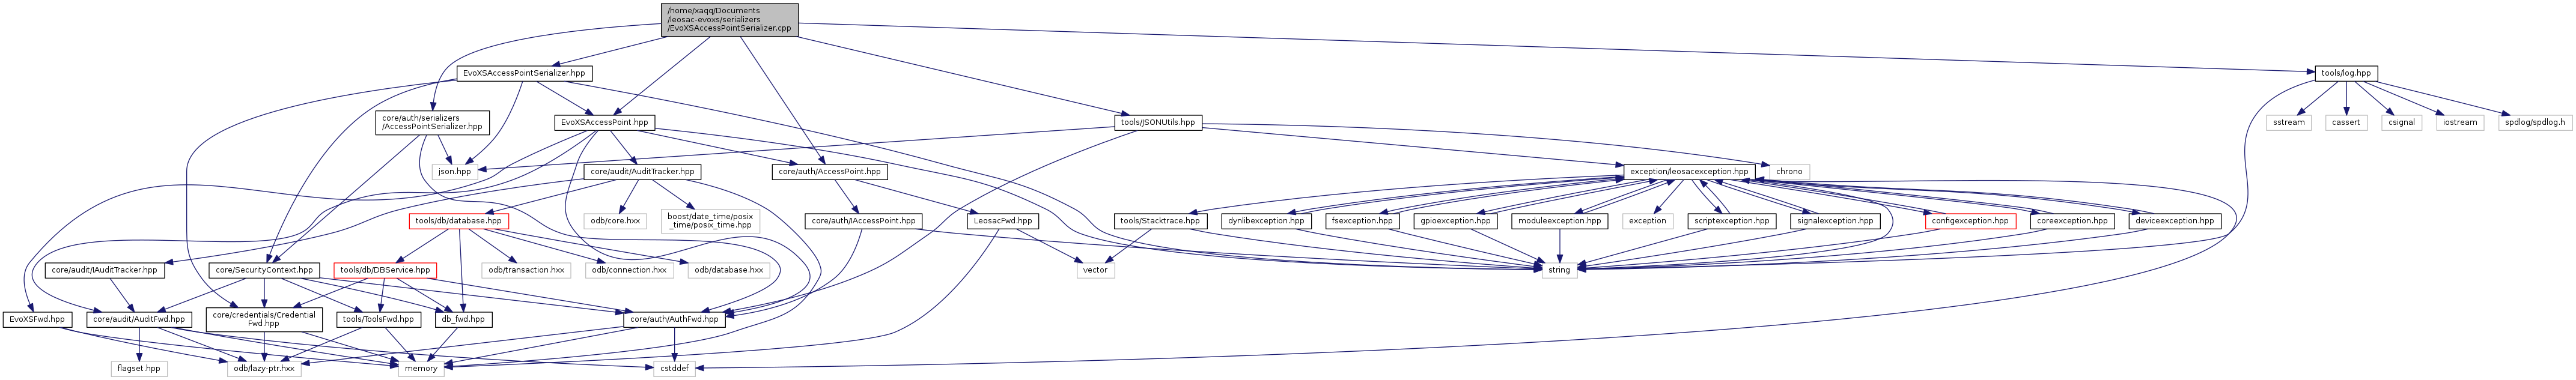 /home/xaqq/Documents
/leosac-evoxs/serializers
/EvoXSAccessPointSerializer.cpp
EvoXSAccessPointSerializer.hpp
tools/log.hpp
core/auth/serializers
/AccessPointSerializer.hpp
EvoXSAccessPoint.hpp
tools/JSONUtils.hpp
sstream
cassert
csignal
iostream
spdlog/spdlog.h
json.hpp
core/audit/AuditTracker.hpp
core/auth/AccessPoint.hpp
exception/leosacexception.hpp
chrono
tools/db/database.hpp
odb/core.hxx
boost/date_time/posix
_time/posix_time.hpp
core/auth/IAccessPoint.hpp
LeosacFwd.hpp
tools/Stacktrace.hpp
dynlibexception.hpp
fsexception.hpp
gpioexception.hpp
moduleexception.hpp
exception
scriptexception.hpp
signalexception.hpp
configexception.hpp
coreexception.hpp
deviceexception.hpp
core/audit/IAuditTracker.hpp
core/SecurityContext.hpp
tools/db/DBService.hpp
odb/transaction.hxx
odb/connection.hxx
odb/database.hxx
vector
string
EvoXSFwd.hpp
core/audit/AuditFwd.hpp
core/credentials/Credential
Fwd.hpp
tools/ToolsFwd.hpp
db_fwd.hpp
core/auth/AuthFwd.hpp
flagset.hpp
odb/lazy-ptr.hxx
memory
cstddef